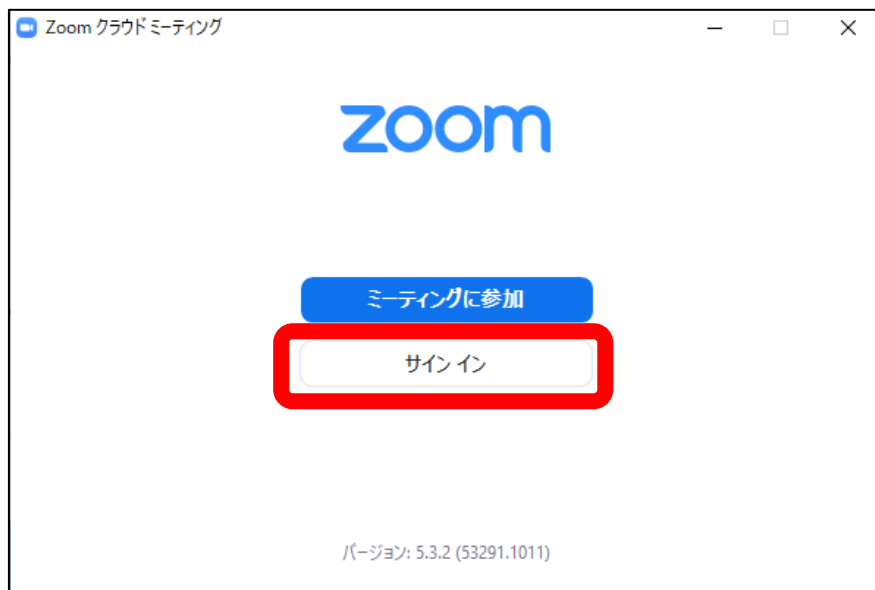 Zoom クラウド ミーティング
zoom
ミーティングに参加
サイン イン
バージョン: 5.3.2 (53291.1011)